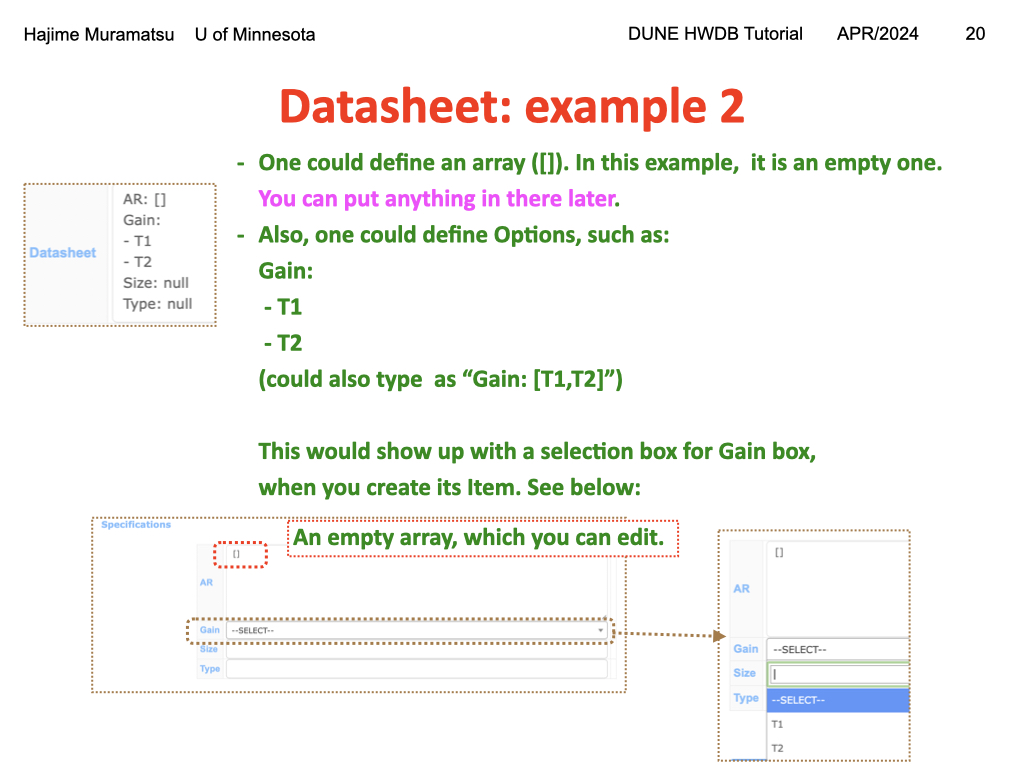 Hajime Muramatsu U of Minnesota DUNE HWDB Tutorial APR/2024 20
Datasheet: example 2
- One could define an array ([]). In this example, it is an empty one.
You can put anything in there later.
- Also, one could define Options, such as:
Gain:
- T1
- T2
(could also type as “Gain: [T1,T2]”)
This would show up with a selection box for Gain box,
when you create its Item. See below:
Datasheet
AR: []
Gain:
- T1
- T2
Size: null
Type: null
Specifications
An empty array, which you can edit.
[]
AR
Gain --SELECT--
Size
Type
[]
AR
Gain --SELECT--
Size
Type --SELECT--
T1
T2